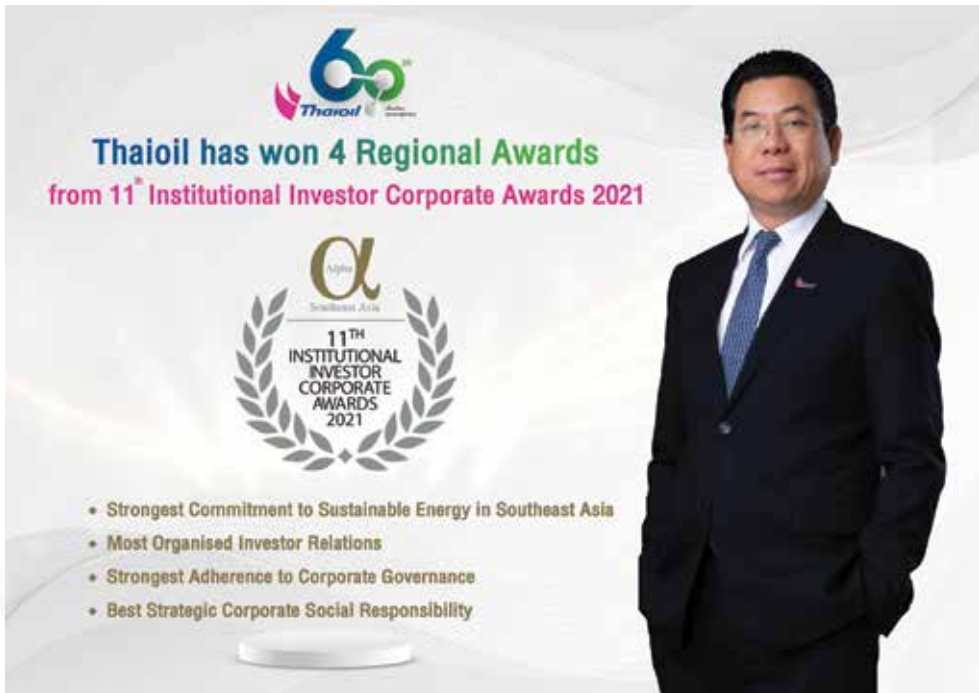 60th
Thaioil
Thaioil has won 4 Regional Awards
from 11th Institutional Investor Corporate Awards 2021
α
Alpha
Southeast Asia
11TH
INSTITUTIONAL
INVESTOR
CORPORATE
AWARDS
2021
• Strongest Commitment to Sustainable Energy in Southeast Asia
• Most Organised Investor Relations
• Strongest Adherence to Corporate Governance
• Best Strategic Corporate Social Responsibility